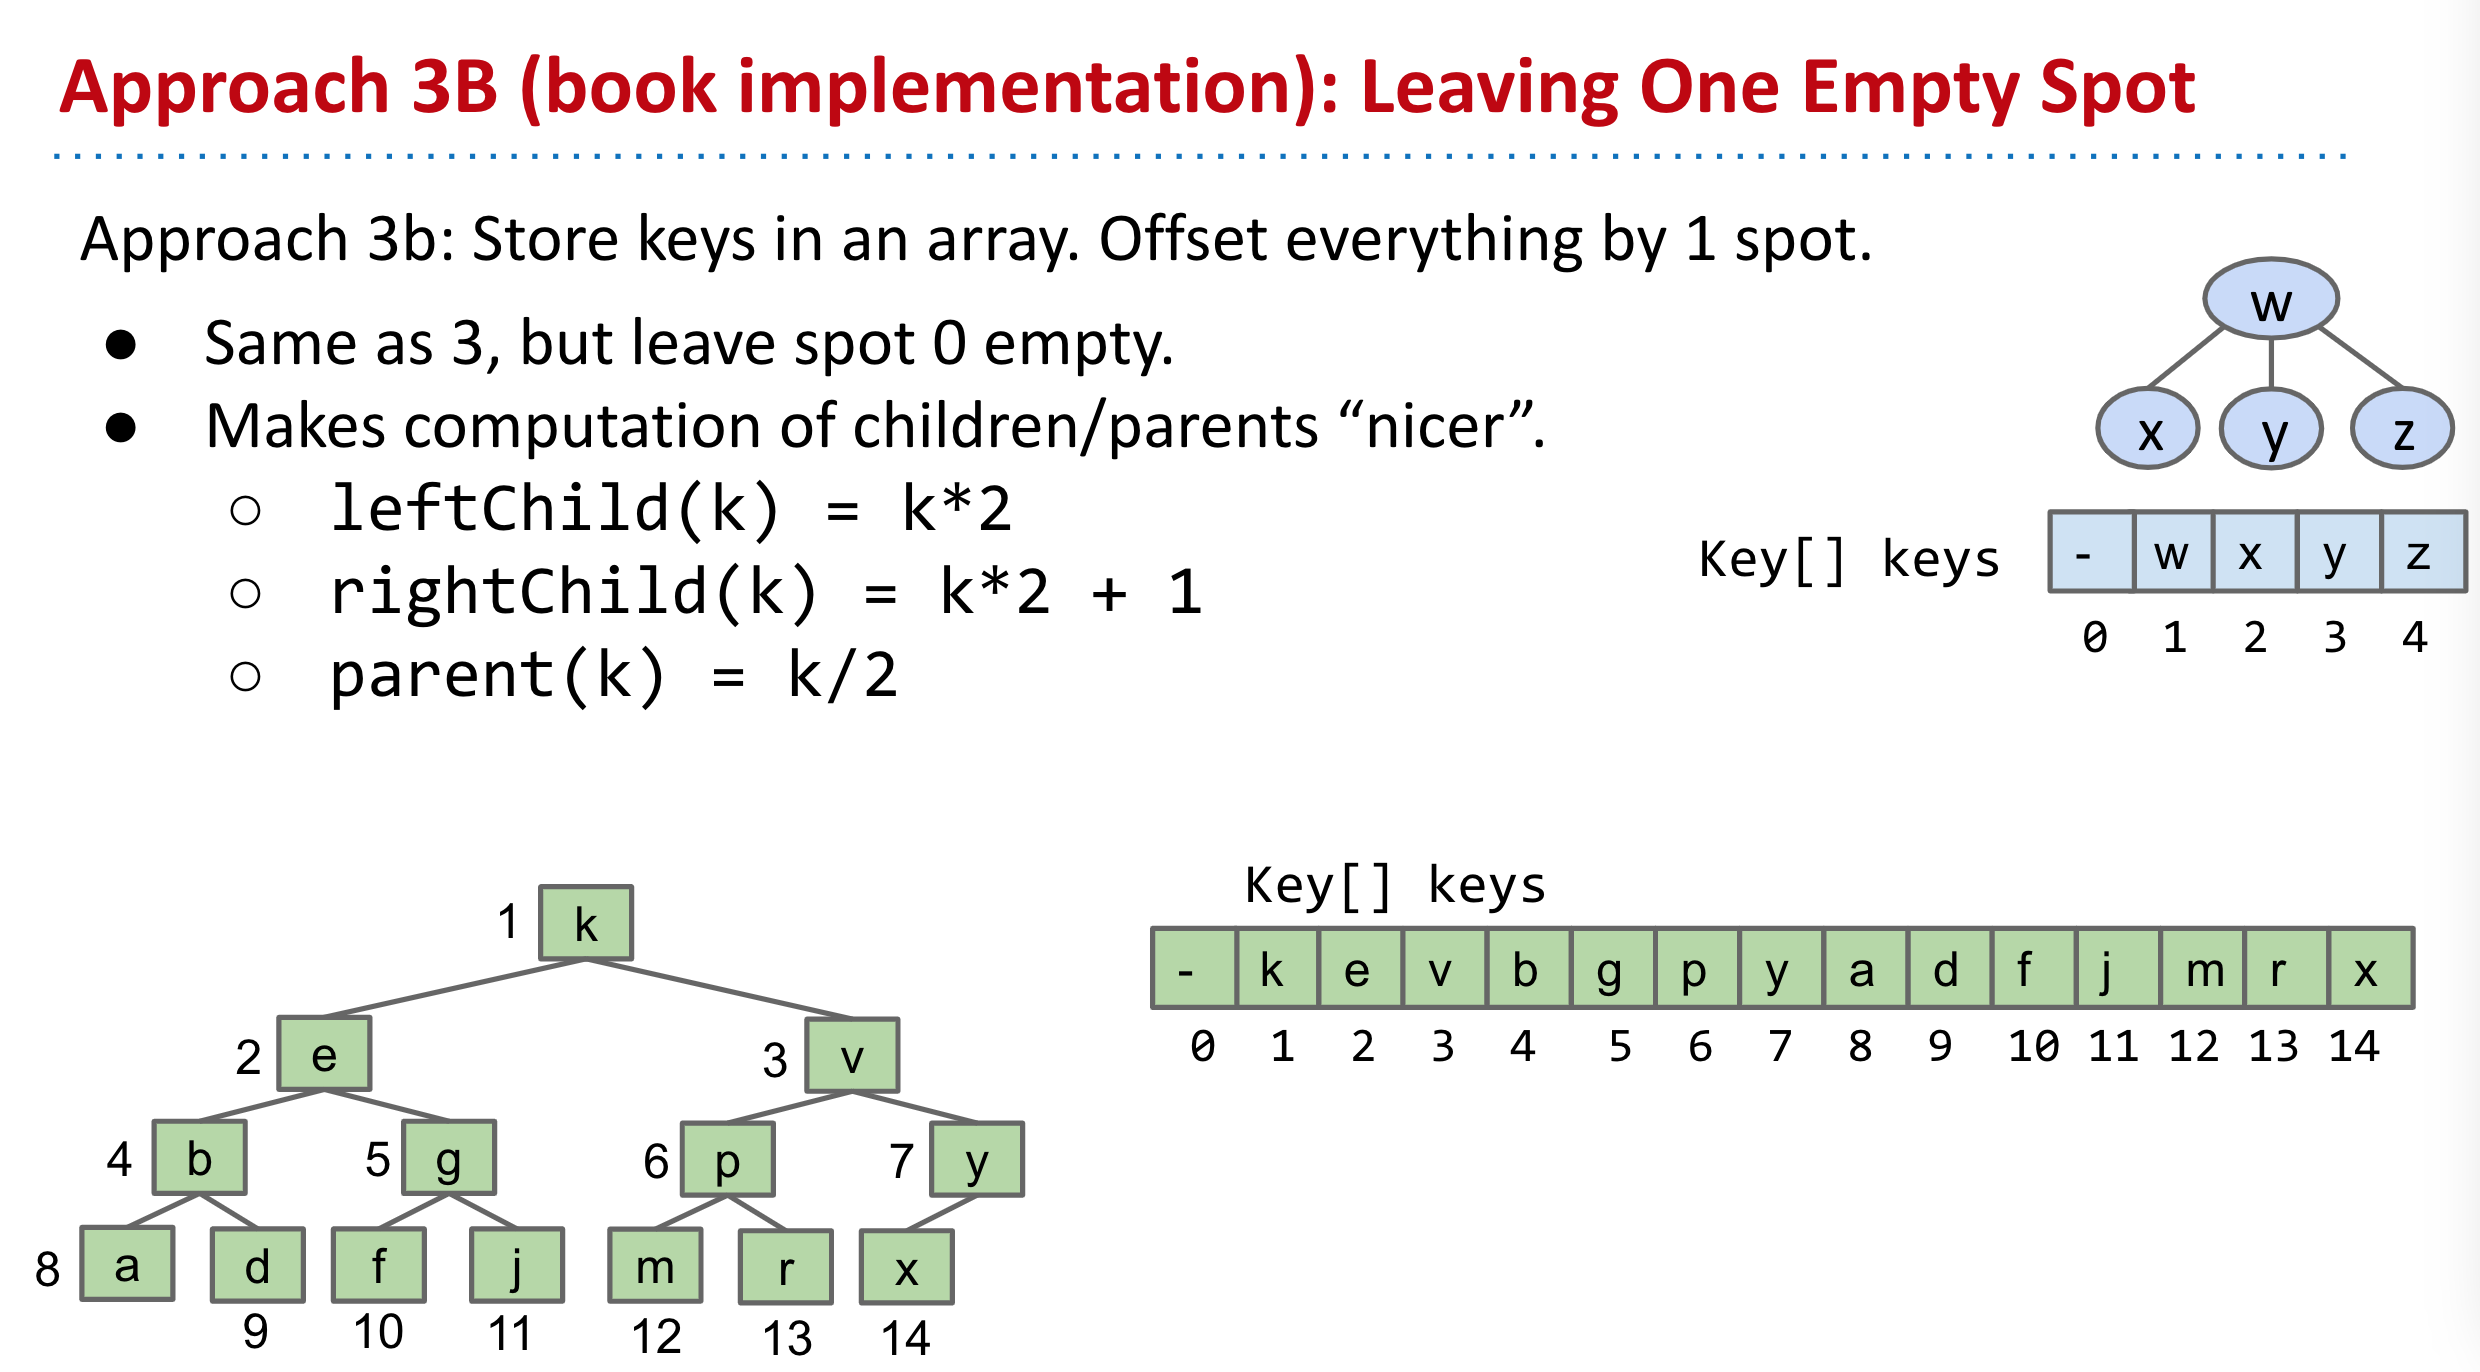 Approach 3B (book implementation): Leaving One Empty Spot
Approach 3b: Store keys in an array. Offset everything by 1 spot.
● Same as 3, but leave spot 0 empty.
● Makes computation of children/parents “nicer”.
○ leftChild(k) = k*2
○ rightChild(k) = k*2 + 1
○ parent(k) = k/2
w
x y z
Key[] keys - w x y z
0 1 2 3 4
1 k
2 e 3 v
4 b 5 g 6 p 7 y
8 a d f j m r x
9 10 11 12 13 14
Key[] keys
- k e v b g p y a d f j m r x
0 1 2 3 4 5 6 7 8 9 10 11 12 13 14